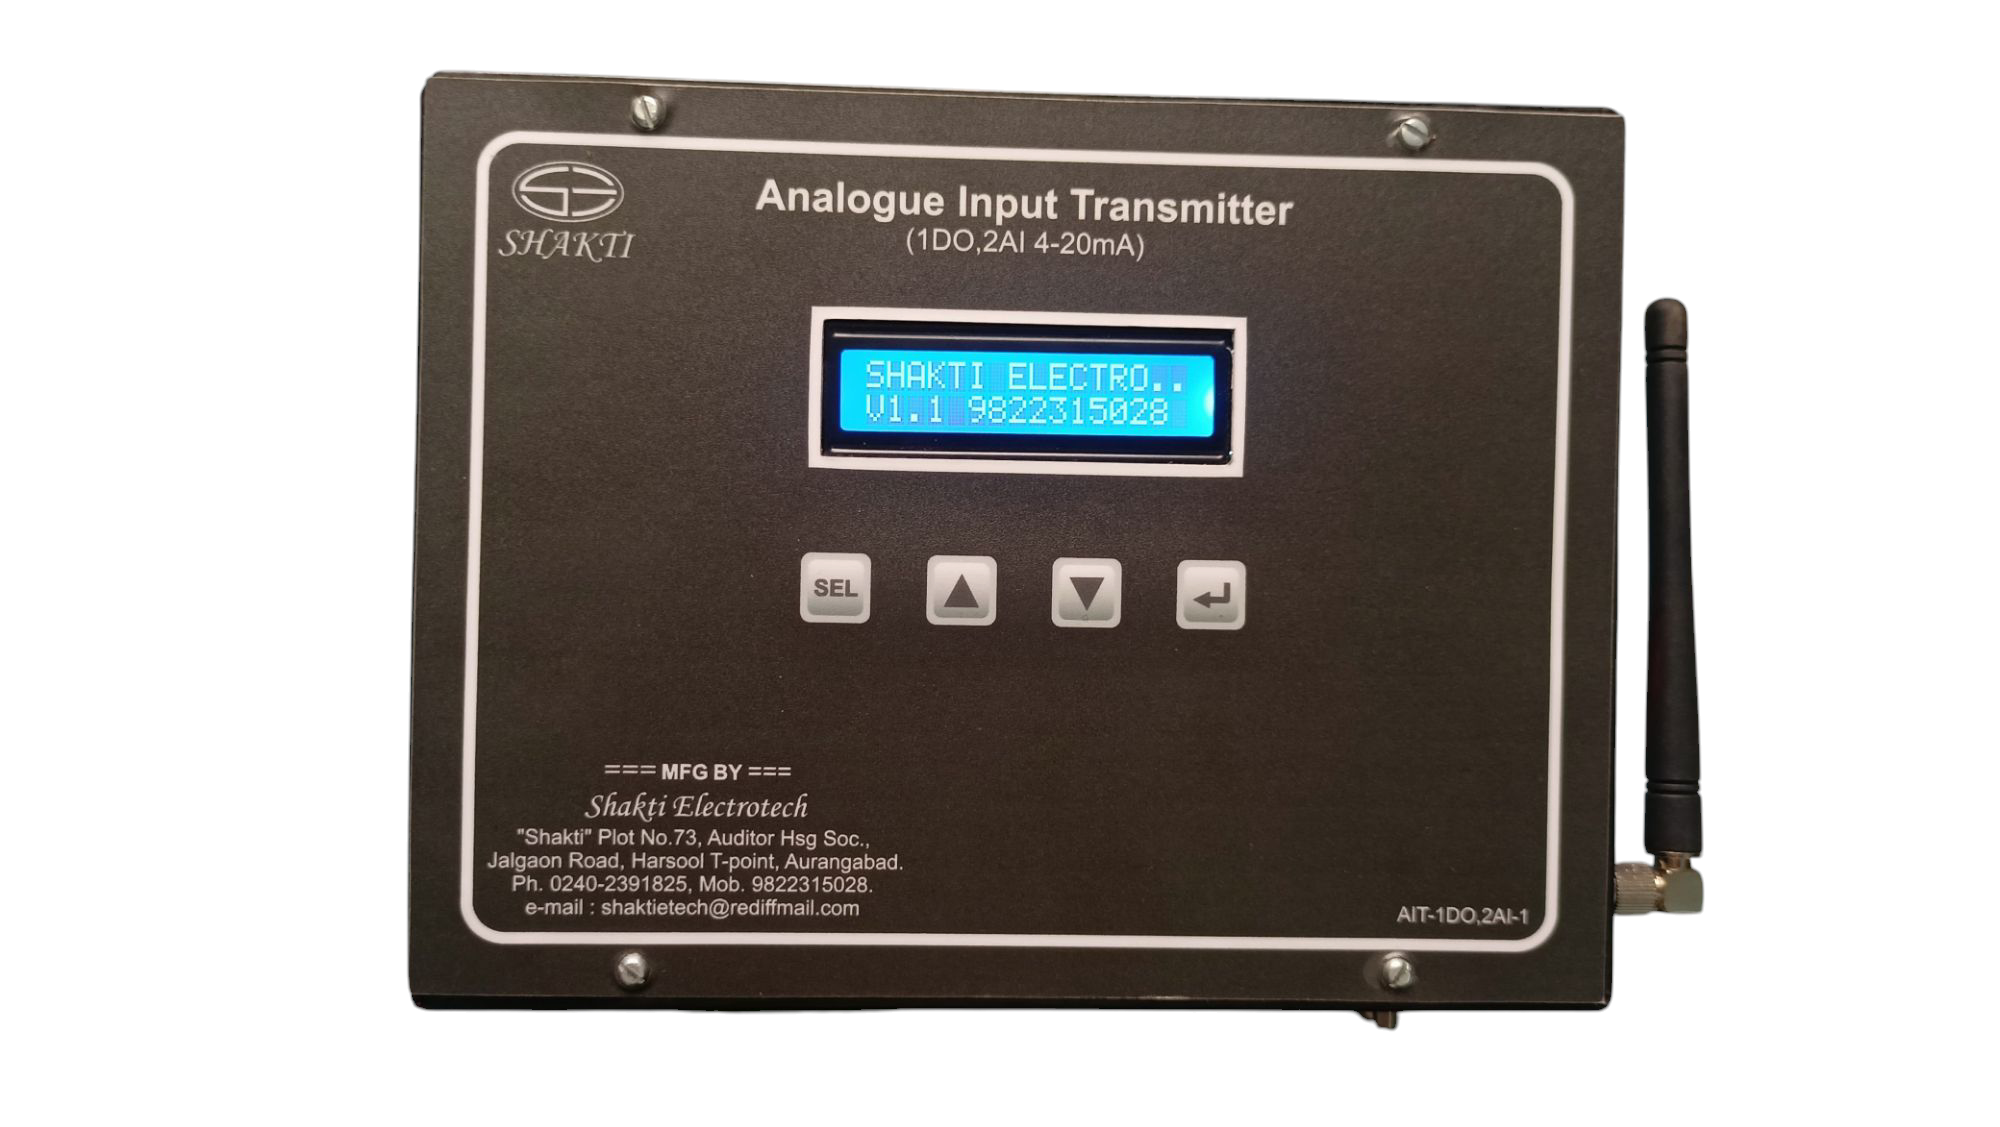 SHAKTI
Analogue Input Transmitter
(1DO,2AI 4-20mA)
SHAKTI ELECTRO..
V1.1 9822315028
SEL
=== MFG BY ===
Shakti Electrotech
"Shakti" Plot No.73, Auditor Hsg Soc.,
Jalgaon Road, Harsool T-point, Aurangabad.
Ph. 0240-2391825, Mob. 9822315028.
e-mail : shaktietech@rediffmail.com
AIT-1DO,2AI-1